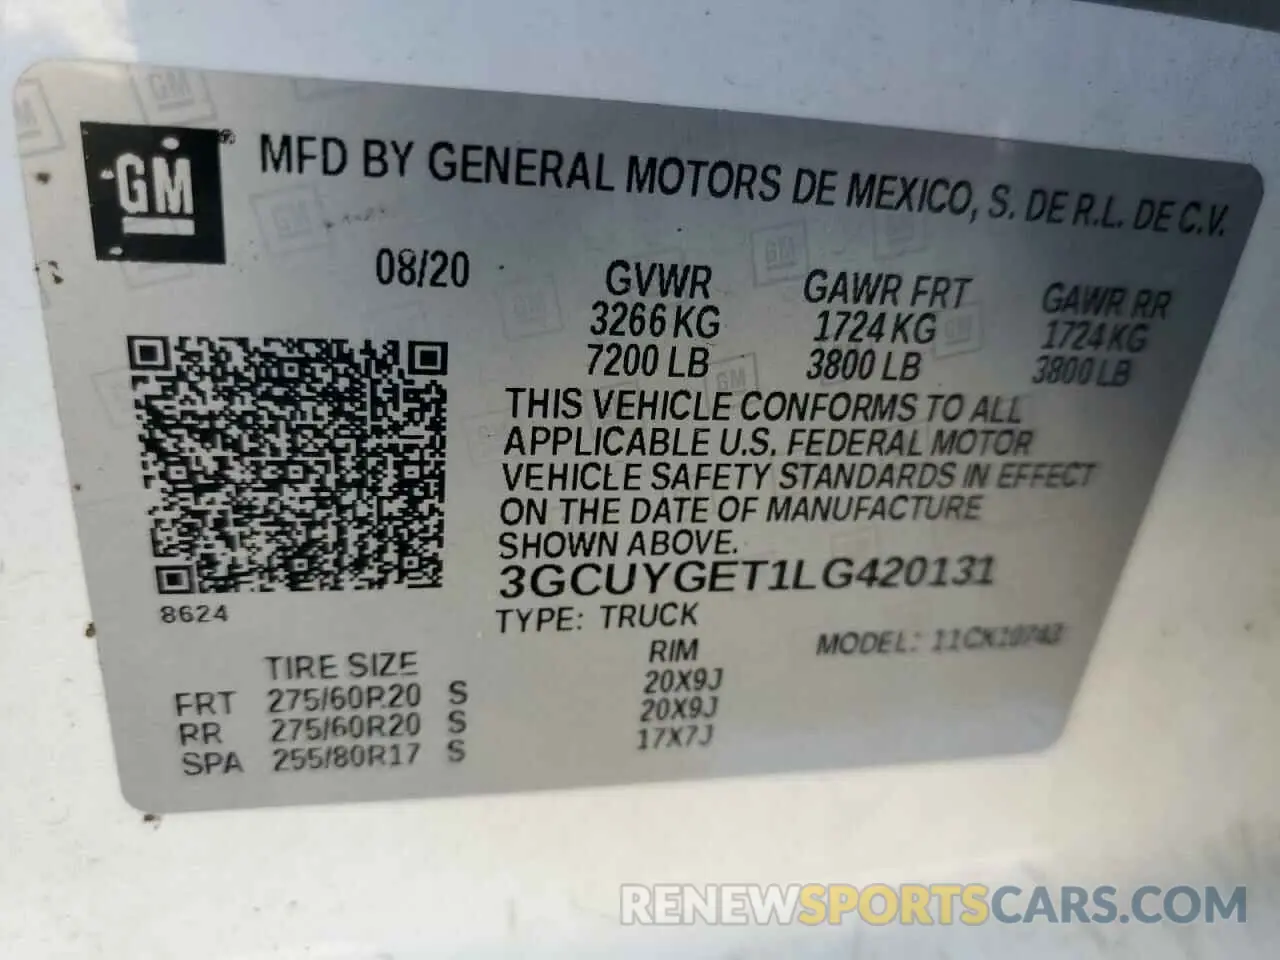 GM
MFD BY GENERAL MOTORS DE MEXICO, S. DE R.L. DE C.V.
08/20 GVWR GAWR FRT GAWR RR
3266 KG 1724 KG 1724 KG
7200 LB 3800 LB 3800 LB
THIS VEHICLE CONFORMS TO ALL
APPLICABLE U.S. FEDERAL MOTOR
VEHICLE SAFETY STANDARDS IN EFFECT
ON THE DATE OF MANUFACTURE
SHOWN ABOVE.
3GCUYGET1LG420131
8624
TYPE: TRUCK
MODEL:
TIRE SIZE RIM
FRT 275/60R20 S 20X9J
RR 275/60R20 S 20X9J
SPA 255/80R17 S 17X7J
RENEWSPORTSCARS.COM